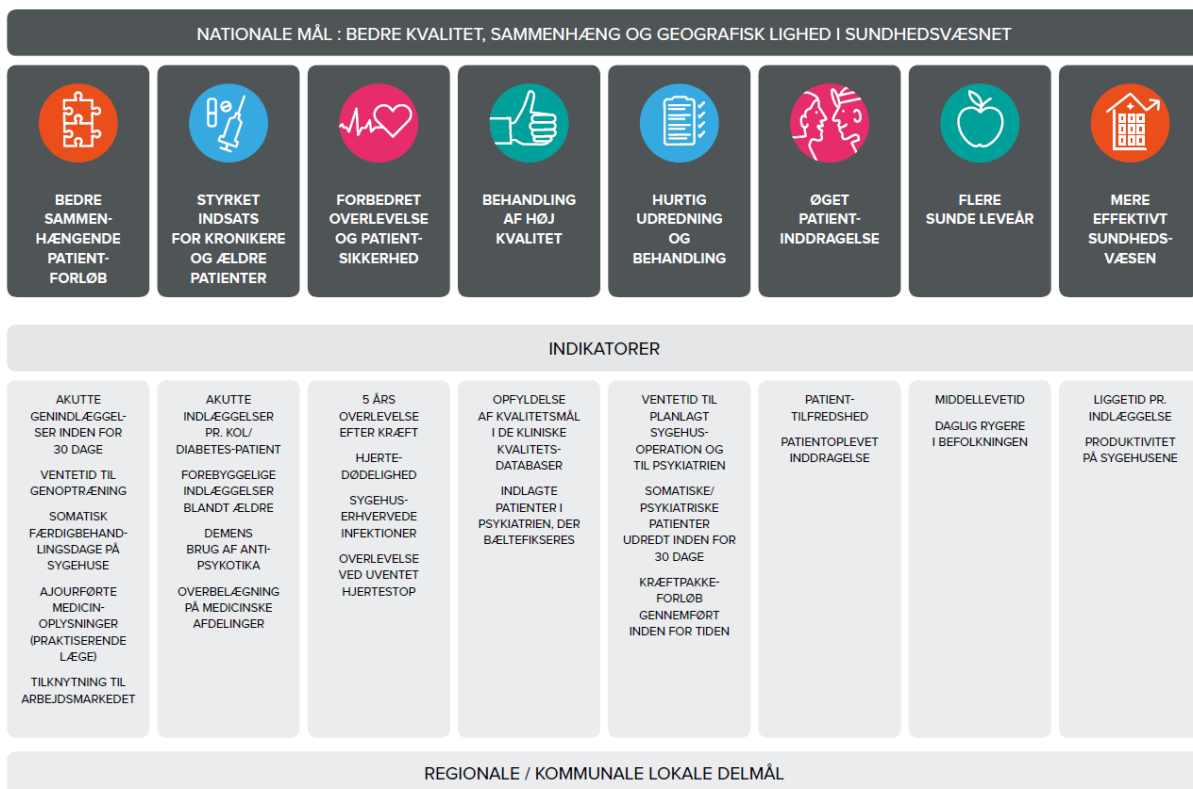 NATIONALE MÅL : BEDRE KVALITET, SAMMENHÆNG OG GEOGRAFISK LIGHED I SUNDHEDSVÆSNET
BEDRE
SAMMEN-
HÆNGENDE
PATIENT-
FORLØB
STYRKET
INDSATS
FOR KRONIKERE
OG ÆLDRE
PATIENTER
FORBEDRET
OVERLEVELSE
OG PATIENT-
SIKKERHED
BEHANDLING
AF HØJ
KVALITET
HURTIG
UDREDNING
OG
BEHANDLING
ØGET
PATIENT-
INDDRAGELSE
FLERE
SUNDE LEVEÅR
MERE
EFFEKTIVT
SUNDHEDS-
VÆSEN
INDIKATORER
AKUTTE
GENINDLÆGGEL-
SER INDEN FOR
30 DAGE
VENTETID TIL
GENOPTRÆNING
SOMATISK
FÆRDIGBEHAND-
LINGSDAGE PÅ
SYGEHUSE
AJOURFØRTE
MEDICIN-
OPLYSNINGER
(PRAKTISERENDE
LÆGE)
TILKNYTNING TIL
ARBEJDSMARKEDET
AKUTTE
INDLÆGGELSER
PR. KOL/
DIABETES-PATIENT
FOREBYGGELIGE
INDLÆGGELSER
BLANDT ÆLDRE
DEMENS
BRUG AF ANTI-
PSYKOTIKA
OVERBELÆGNING
PÅ MEDICINSKE
AFDELINGER
5 ÅRS
OVERLEVELSE
EFTER KRÆFT
HJERTE-
DØDELIGHED
SYGEHUS-
ERHVERVEDE
INFEKTIONER
OVERLEVELSE
VED UVENTET
HJERTESTOP
OPFYLDELSE
AF KVALITETSMÅL
I DE KLINISKE
KVALITETS-
DATABASER
INDLAGTE
PATIENTER I
PSYKIATRIEN, DER
BÆLTEFIKSERES
VENTETID TIL
PLANLAGT
SYGEHUS-
OPERATION OG
TIL PSYKIATRIEN
SOMATISKE/
PSYKIATRISKE
PATIENTER
UDREDT INDEN FOR
30 DAGE
KRÆFTPAKKE-
FORLØB
GENNEMFØRT
INDEN FOR TIDEN
PATIENT-
TILFREDSHED
PATIENTOPLEVET
INDDRAGELSE
MIDDELLEVETID
DAGLIG RYGERE
I BEFOLKNINGEN
LIGGETID PR.
INDLÆGGELSE
PRODUKTIVITET
PÅ SYGEHUSENE
REGIONALE / KOMMUNALE LOKALE DELMÅL